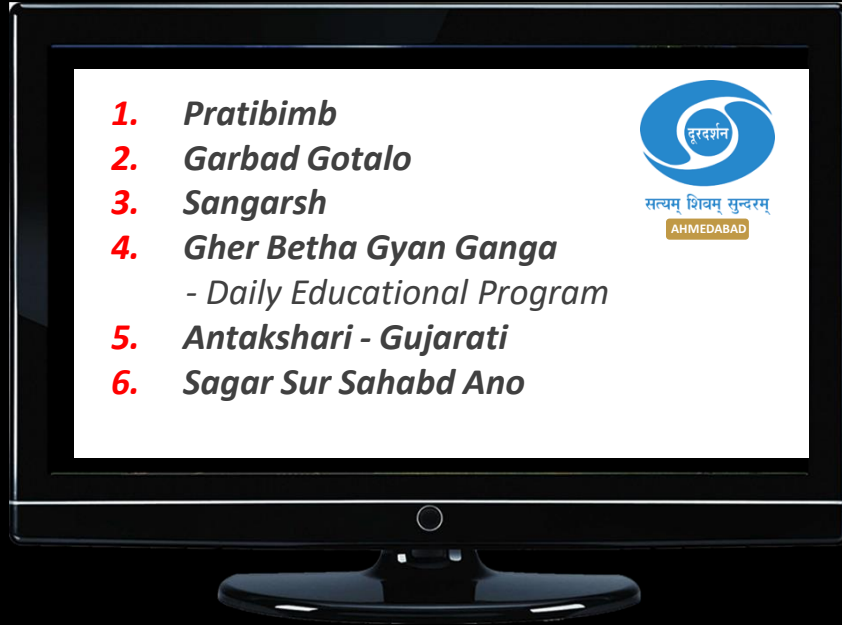 1. Pratibimb
2. Garbad Gotalo
3. Sangarsh
4. Gher Betha Gyan Ganga
- Daily Educational Program
5. Antakshari - Gujarati
6. Sagar Sur Sahabd Ano
दूरदर्शन
सत्यम् शिवम् सुन्दरम्
AHMEDABAD